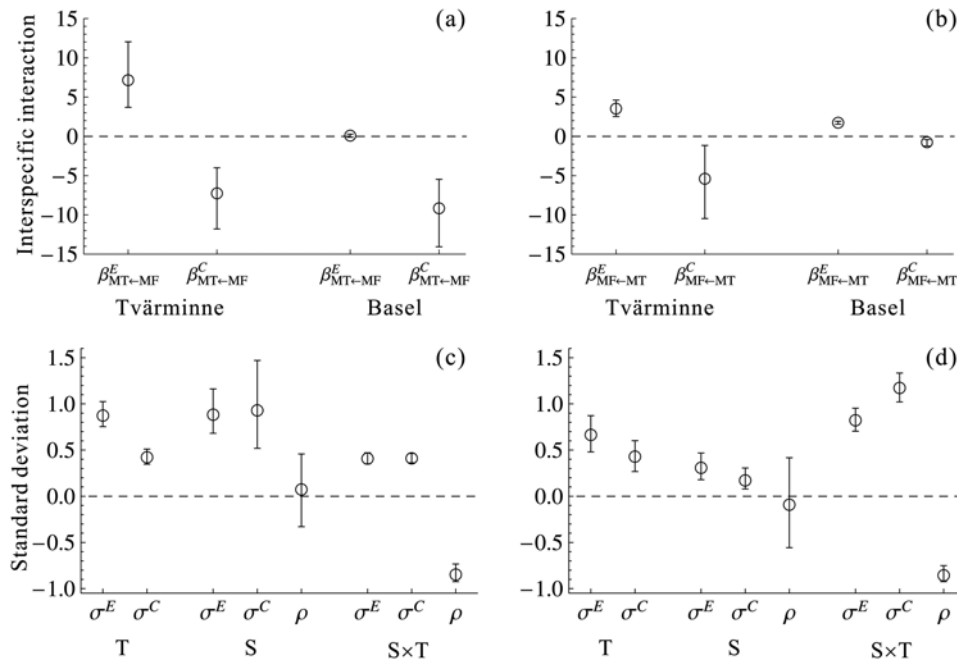 (a)
Interspecific interaction
15
10
5
0
−5
−10
−15
β^E_MT←MF β^C_MT←MF β^E_MT←MF β^C_MT←MF
Tvärminne Basel
(b)
15
10
5
0
−5
−10
−15
β^E_MF←MT β^C_MF←MT β^E_MF←MT β^C_MF←MT
Tvärminne Basel
(c)
Standard deviation
1.5
1.0
0.5
0.0
−0.5
−1.0
σ^E σ^C σ^E σ^C ρ σ^E σ^C ρ
T S S×T
(d)
1.5
1.0
0.5
0.0
−0.5
−1.0
σ^E σ^C σ^E σ^C ρ σ^E σ^C ρ
T S S×T